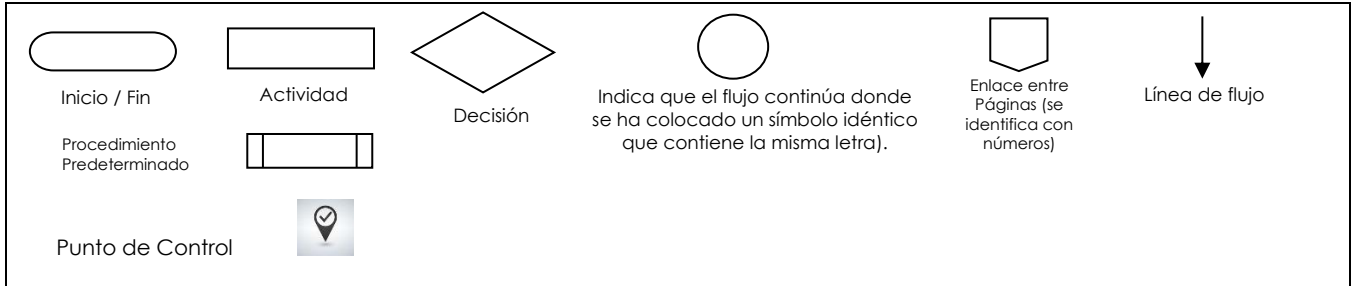 Inicio / Fin
Actividad
Decisión
Indica que el flujo continúa donde
se ha colocado un símbolo idéntico
que contiene la misma letra).
Enlace entre
Páginas (se
identifica con
números)
Línea de flujo
Procedimiento
Predeterminado
Punto de Control